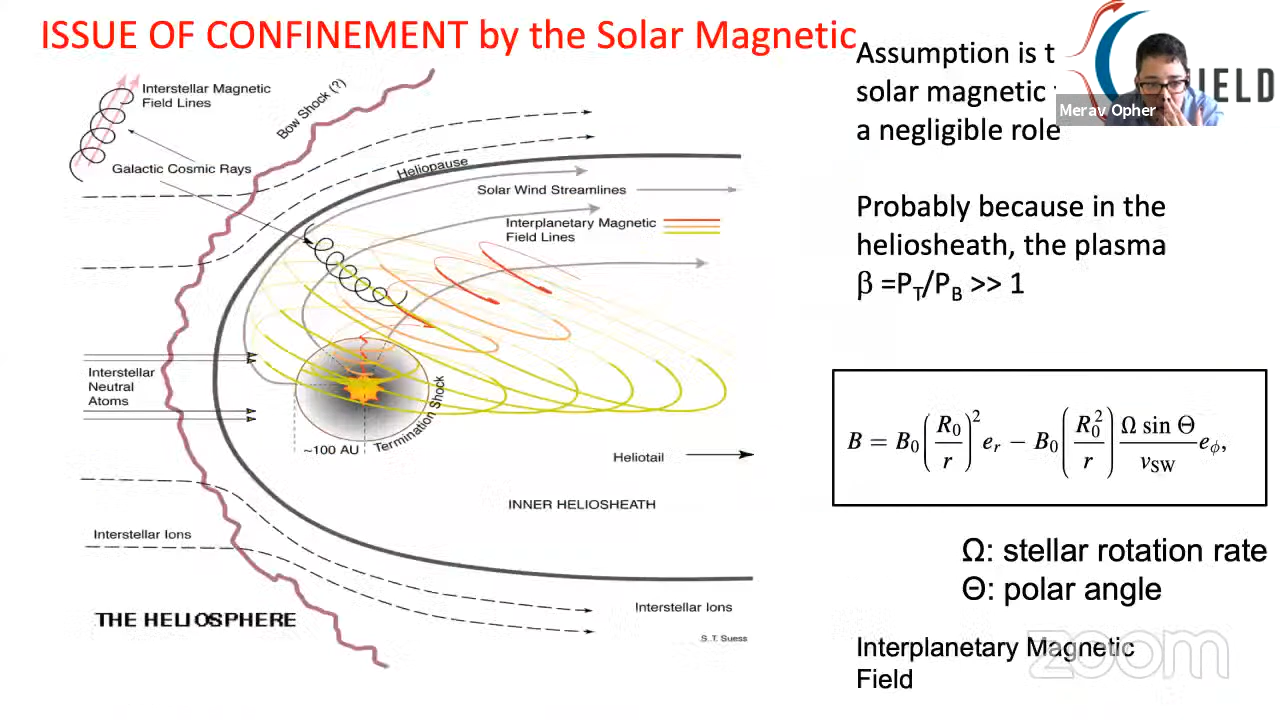 ISSUE OF CONFINEMENT by the Solar Magnetic
Assumption is t
solar magnetic
a negligible role
Merav Opher
IELD
Probably because in the
heliosheath, the plasma
β =P_T/P_B >> 1
Interstellar Magnetic
Field Lines
Bow Shock (?)
Galactic Cosmic Rays
Heliopause
Solar Wind Streamlines
Interplanetary Magnetic
Field Lines
Interstellar
Neutral
Atoms
~100 AU
Termination Shock
Heliotail
INNER HELIOSHEATH
Interstellar Ions
Interstellar Ions
THE HELIOSPHERE
S.T. Suess
B = B₀ (R₀/r)² e_r − B₀ (R₀²/r) (Ω sin Θ/v_SW) e_ϕ,
Ω: stellar rotation rate
Θ: polar angle
Interplanetary Magnetic
Field
zoom